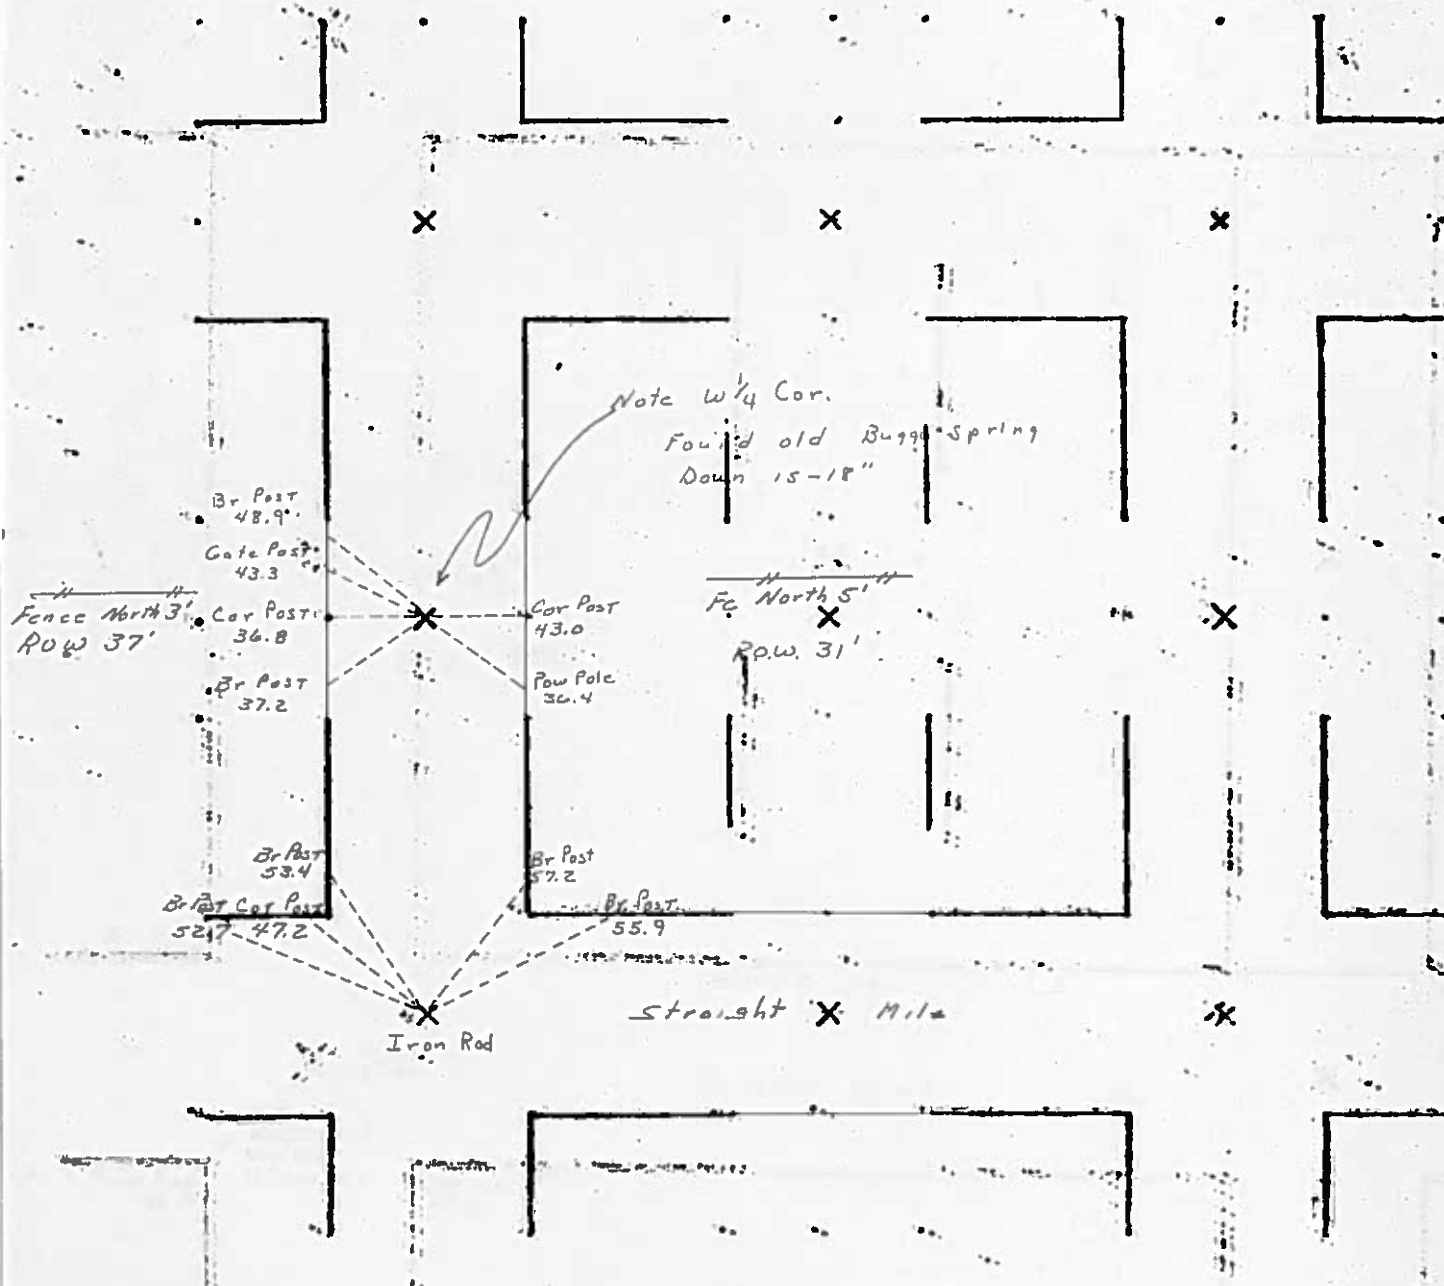 Note W 1/4 Cor.
Found old Buggy Spring
Down 15-18"
Br Post
48.9
Gate Post
43.3
Fence North 3'
ROW 37'
Cor Post
36.8
Cor Post
43.0
Fc North 5'
R.O.W. 31'
Br Post
37.2
Pow Pole
36.4
Br Post
53.4
Br Post
57.2
Br Post Cor Post
52.7 47.2
Br. Post
55.9
Straight Mile
Iron Rod